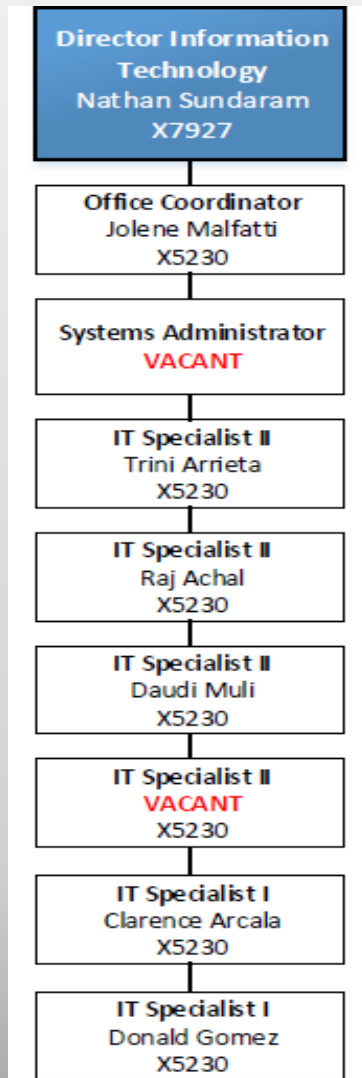 Director Information
Technology
Nathan Sundaram
X7927
Office Coordinator
Jolene Malfatti
X5230
Systems Administrator
VACANT
IT Specialist II
Trini Arrieta
X5230
IT Specialist II
Raj Achal
X5230
IT Specialist II
Daudi Muli
X5230
IT Specialist II
VACANT
X5230
IT Specialist I
Clarence Arcala
X5230
IT Specialist I
Donald Gomez
X5230